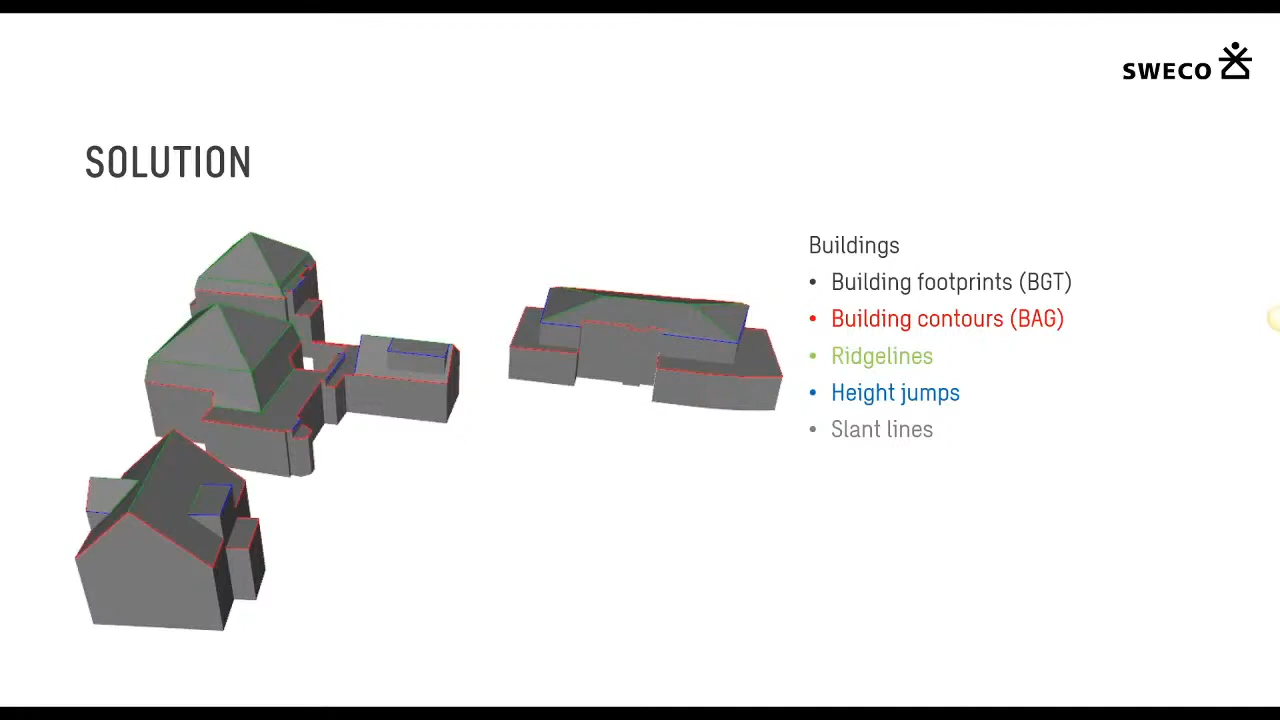 SWECO
SOLUTION
Buildings
• Building footprints (BGT)
• Building contours (BAG)
• Ridgelines
• Height jumps
• Slant lines